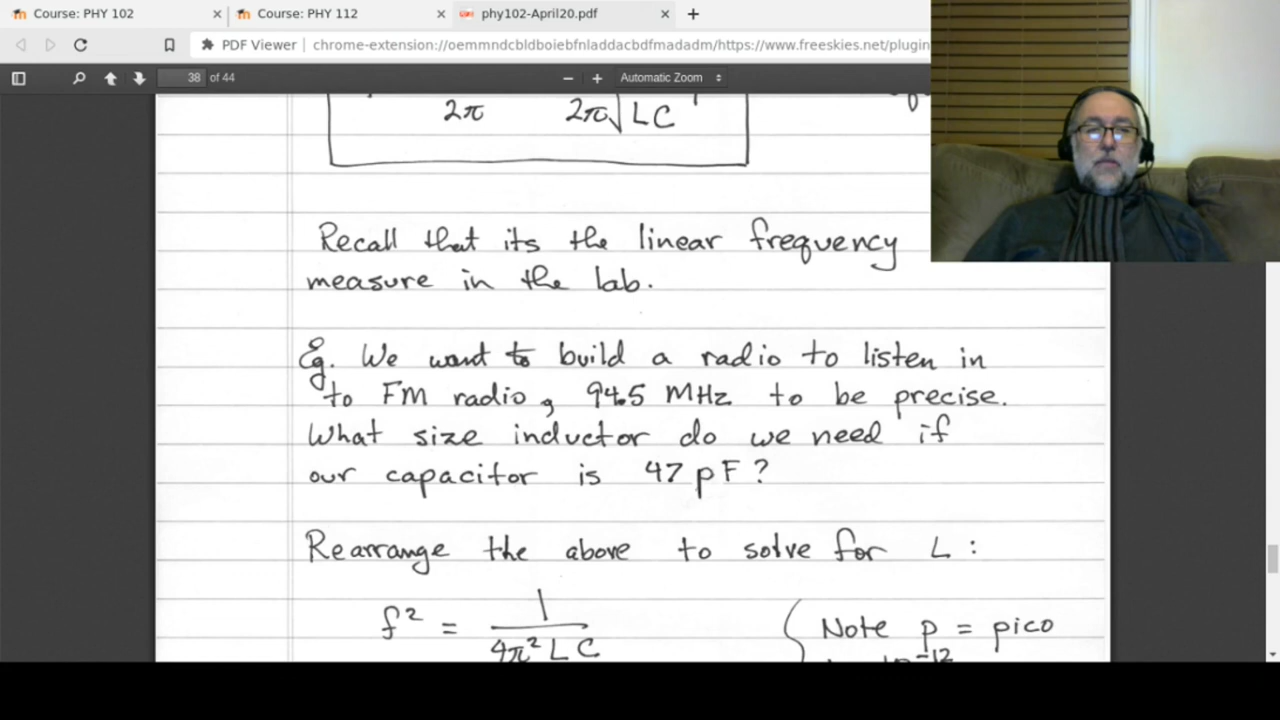 Course: PHY 102
Course: PHY 112
phy102-April20.pdf
PDF Viewer
chrome-extension://oemmndcbldboiebfnladdacbdfmadadm/https://www.freeskies.net/plugin
38 of 44
Automatic Zoom
2π 2π√LC
Recall that its the linear frequency
measure in the lab.
Eg. We want to build a radio to listen in
to FM radio, 94.5 MHz to be precise.
What size inductor do we need if
our capacitor is 47 pF?
Rearrange the above to solve for L:
f² = 1
4π² L C
Note p = pico